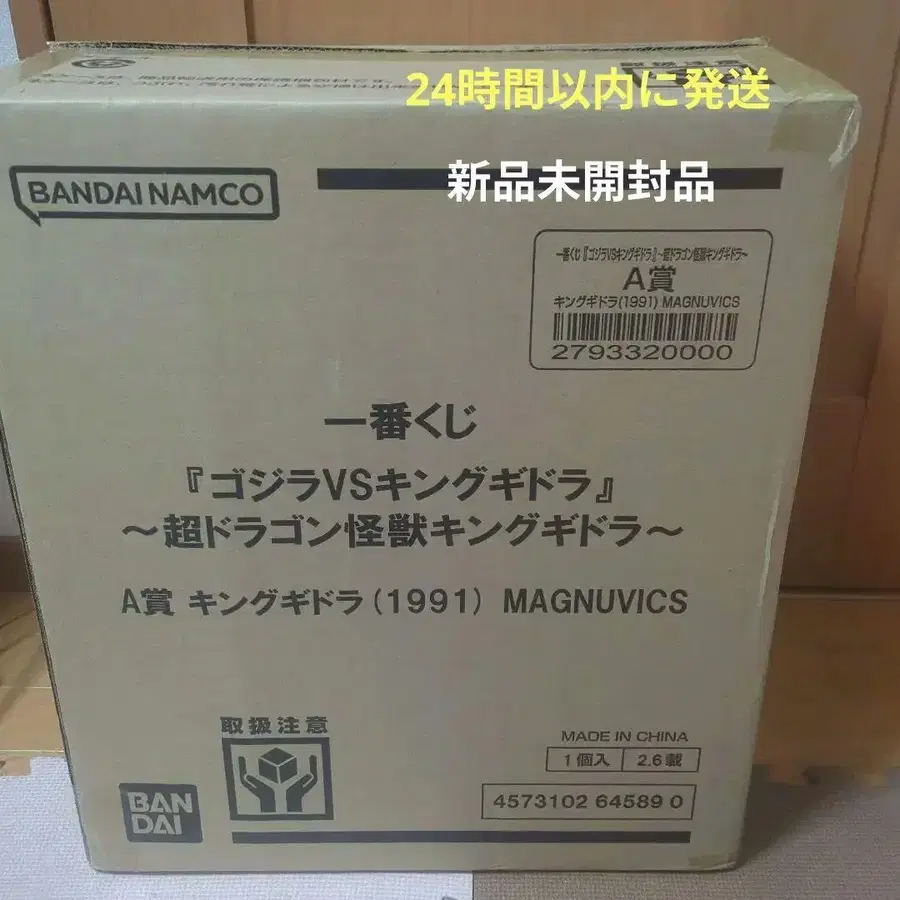 取扱注意
24時間以内に発送
BANDAI NAMCO
新品未開封品
一番くじ『ゴジラVSキングギドラ』～超ドラゴン怪獣キングギドラ～
A賞
キングギドラ(1991) MAGNUVICS
2793320000
一番くじ
『ゴジラVSキングギドラ』
～超ドラゴン怪獣キングギドラ～
A賞 キングギドラ(1991) MAGNUVICS
取扱注意
MADE IN CHINA
1個入 2.6載
BAN
DAI
4573102 64589 0